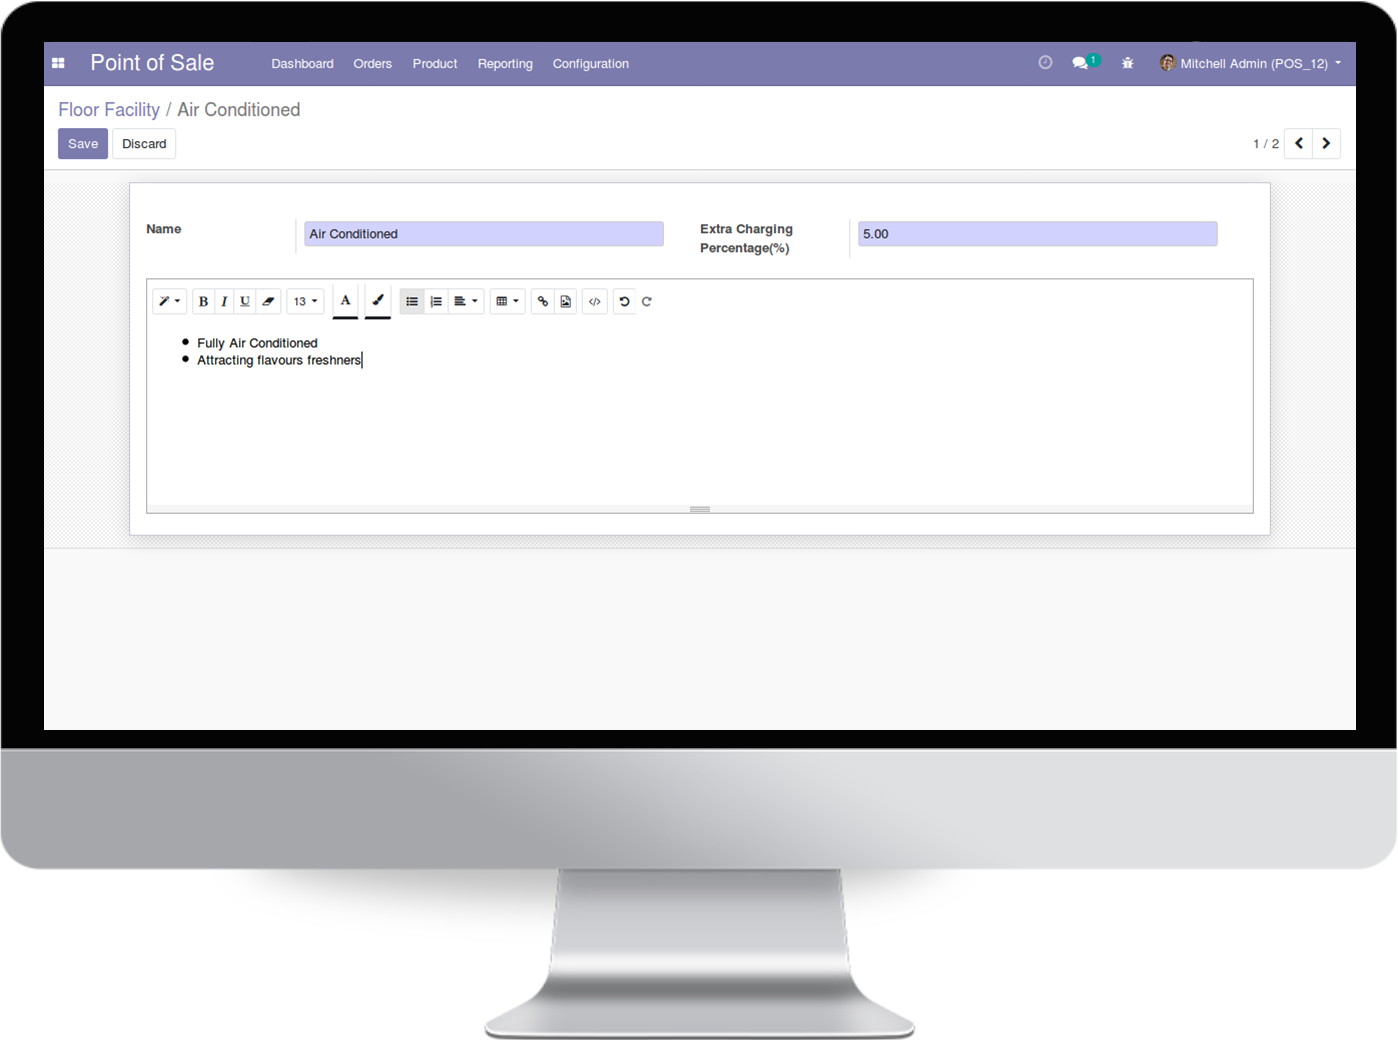 Point of Sale Dashboard Orders Product Reporting Configuration 1 Mitchell Admin (POS_12)
Floor Facility / Air Conditioned
Save Discard 1 / 2
Name Air Conditioned Extra Charging Percentage(%) 5.00
B I U 13 A
Fully Air Conditioned
Attracting flavours freshners